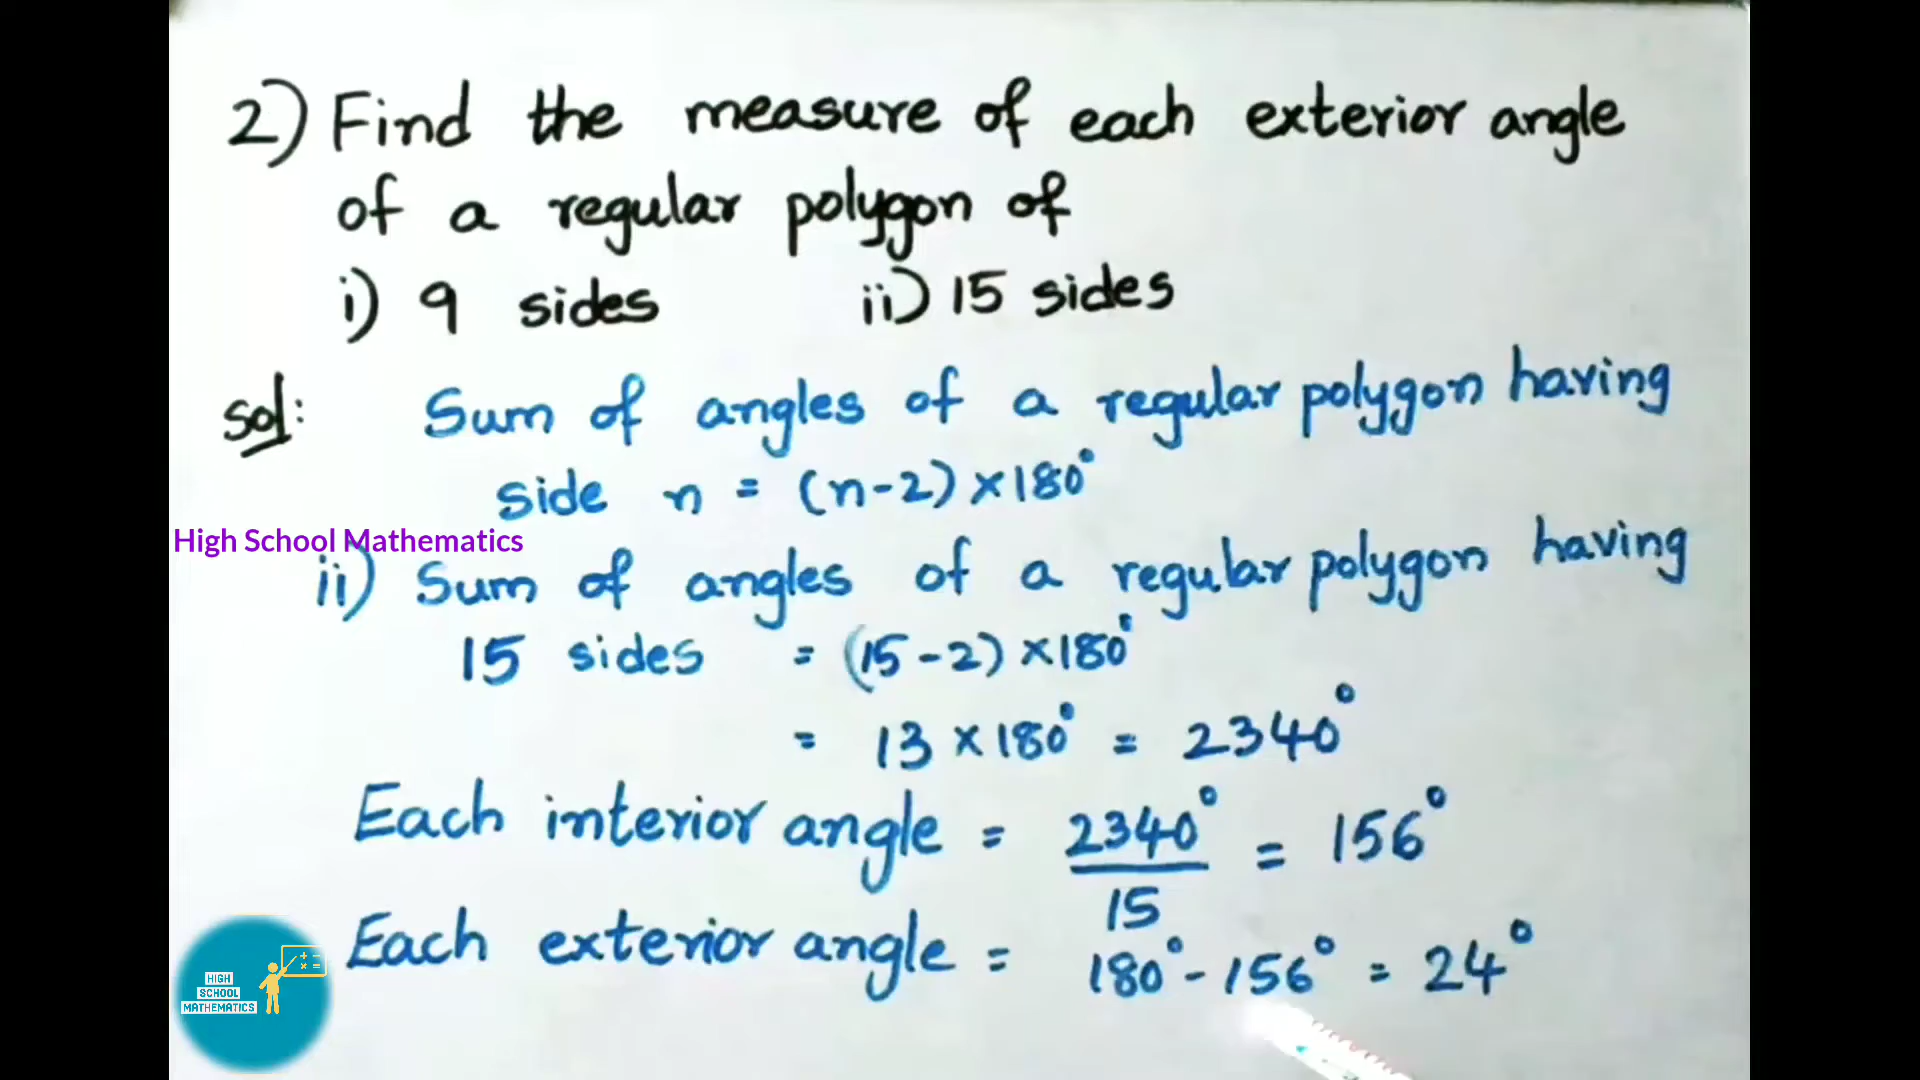 2) Find the measure of each exterior angle
of a regular polygon of
i) 9 sides ii) 15 sides
Sol: Sum of angles of a regular polygon having
side n = (n-2) × 180°
High School Mathematics
ii) Sum of angles of a regular polygon having
15 sides = (15-2) × 180°
= 13 × 180° = 2340°
Each interior angle = 2340°/15 = 156°
Each exterior angle = 180° - 156° = 24°
HIGH
SCHOOL
MATHEMATICS